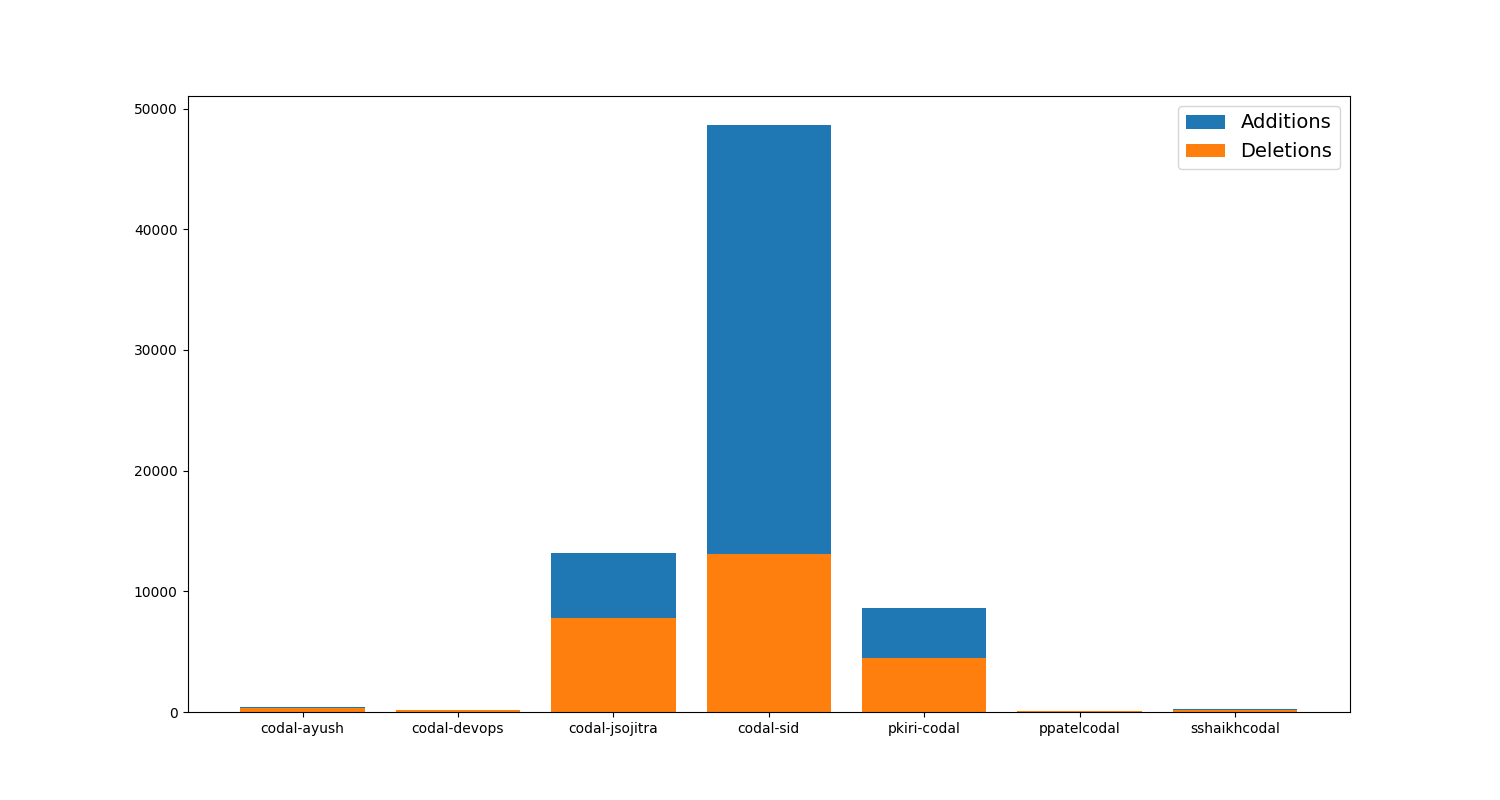 50000
40000
30000
20000
10000
0
Additions
Deletions
codal-ayush
codal-devops
codal-jsojitra
codal-sid
pkiri-codal
ppatelcodal
sshaikhcodal